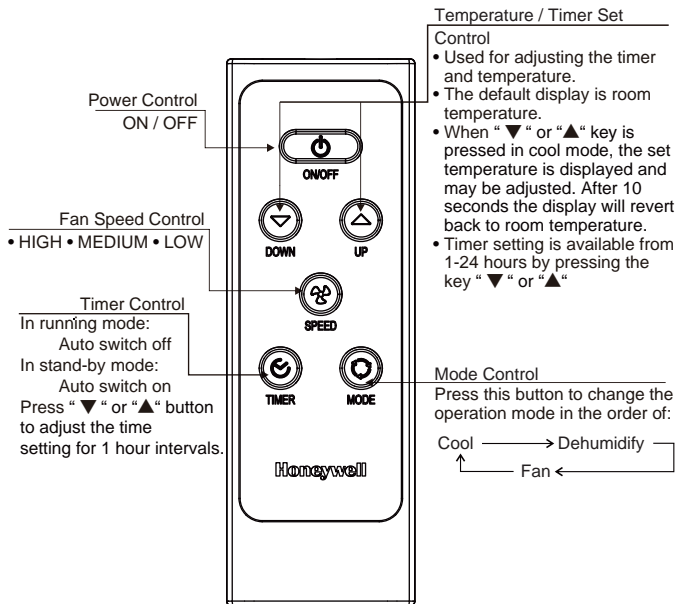 Temperature / Timer Set
Control
• Used for adjusting the timer
and temperature.
• The default display is room
temperature.
• When “ ▼ “ or “▲“ key is
pressed in cool mode, the set
temperature is displayed and
may be adjusted. After 10
seconds the display will revert
back to room temperature.
• Timer setting is available from
1-24 hours by pressing the
key “ ▼ “ or “▲“
Power Control
ON / OFF
Fan Speed Control
• HIGH • MEDIUM • LOW
Timer Control
In running mode:
Auto switch off
In stand-by mode:
Auto switch on
Press “ ▼ “ or “▲“ button
to adjust the time
setting for 1 hour intervals.
ON/OFF
DOWN
UP
SPEED
TIMER
MODE
Honeywell
Mode Control
Press this button to change the
operation mode in the order of:
Cool
Dehumidify
Fan